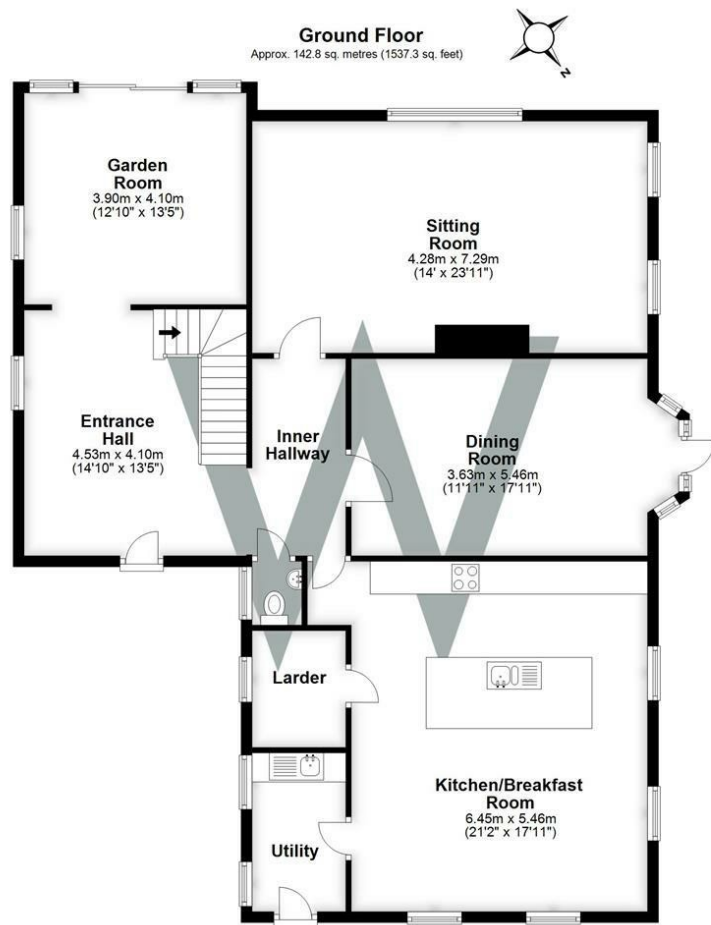 Ground Floor
Approx. 142.8 sq. metres (1537.3 sq. feet)
N
Garden
Room
3.90m x 4.10m
(12'10" x 13'5")
Sitting
Room
4.28m x 7.29m
(14' x 23'11")
Entrance
Hall
4.53m x 4.10m
(14'10" x 13'5")
Inner
Hallway
Dining
Room
3.63m x 5.46m
(11'11" x 17'11")
Larder
Kitchen/Breakfast
Room
6.45m x 5.46m
(21'2" x 17'11")
Utility
W